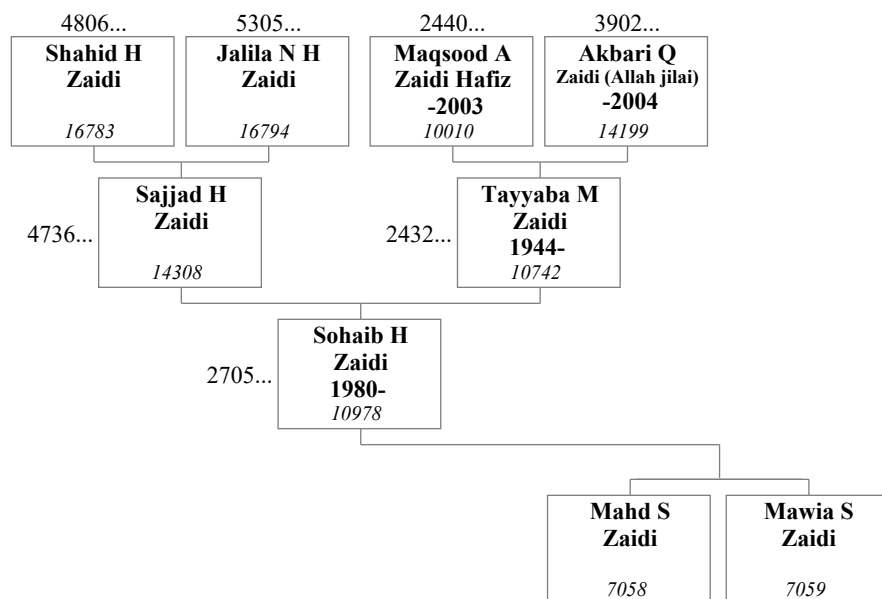 4806...
5305...
2440...
3902...
Shahid H
Zaidi
16783
Jalila N H
Zaidi
16794
Maqsood A
Zaidi Hafiz
-2003
10010
Akbari Q
Zaidi (Allah jilai)
-2004
14199
4736...
Sajjad H
Zaidi
14308
2432...
Tayyaba M
Zaidi
1944-
10742
2705...
Sohaib H
Zaidi
1980-
10978
Mahd S
Zaidi
7058
Mawia S
Zaidi
7059